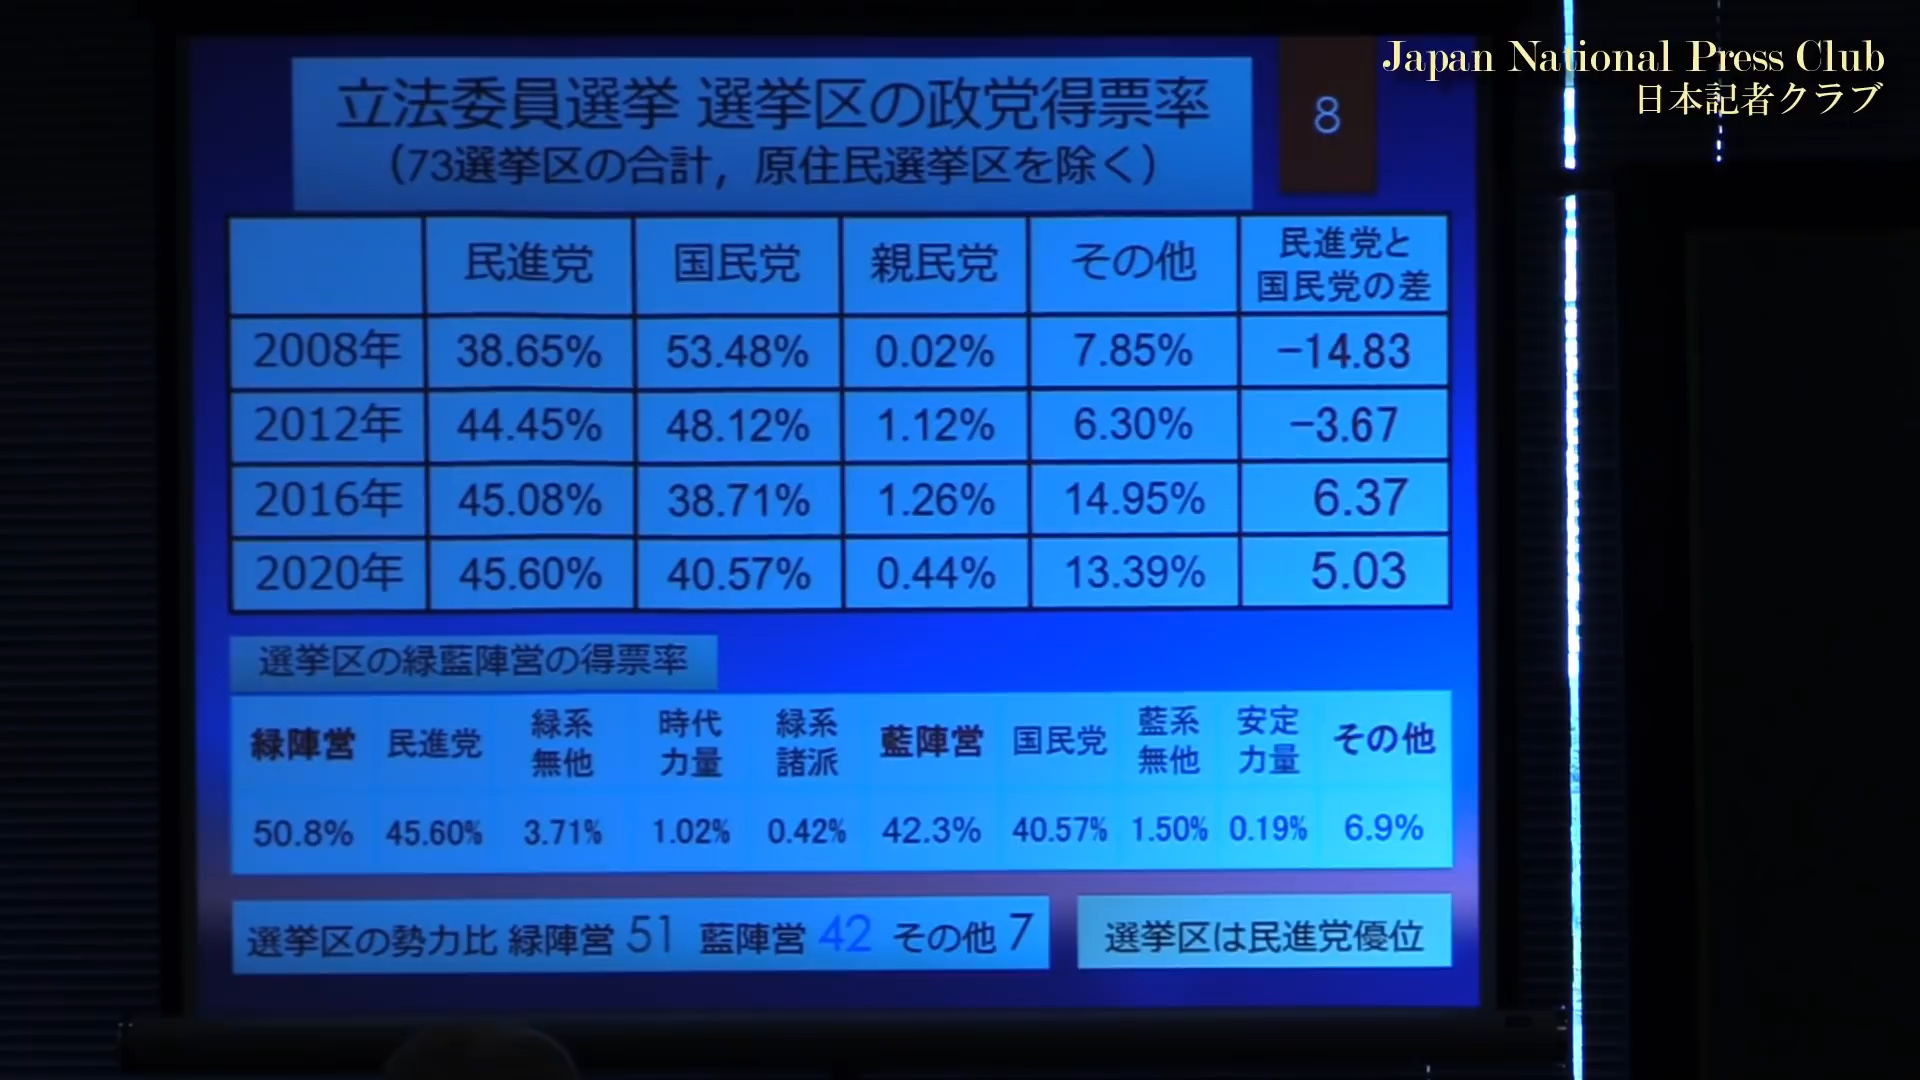 Japan National Press Club
日本記者クラブ
立法委員選挙 選挙区の政党得票率
(73選挙区の合計,原住民選挙区を除く)
8
民進党 国民党 親民党 その他 民進党と
国民党の差
2008年 38.65% 53.48% 0.02% 7.85% −14.83
2012年 44.45% 48.12% 1.12% 6.30% −3.67
2016年 45.08% 38.71% 1.26% 14.95% 6.37
2020年 45.60% 40.57% 0.44% 13.39% 5.03
選挙区の緑藍陣営の得票率
緑陣営 民進党 緑系無他 時代力量 緑系諸派 藍陣営 国民党 藍系無他 安定力量 その他
50.8% 45.60% 3.71% 1.02% 0.42% 42.3% 40.57% 1.50% 0.19% 6.9%
選挙区の勢力比 緑陣営 51 藍陣営 42 その他 7
選挙区は民進党優位